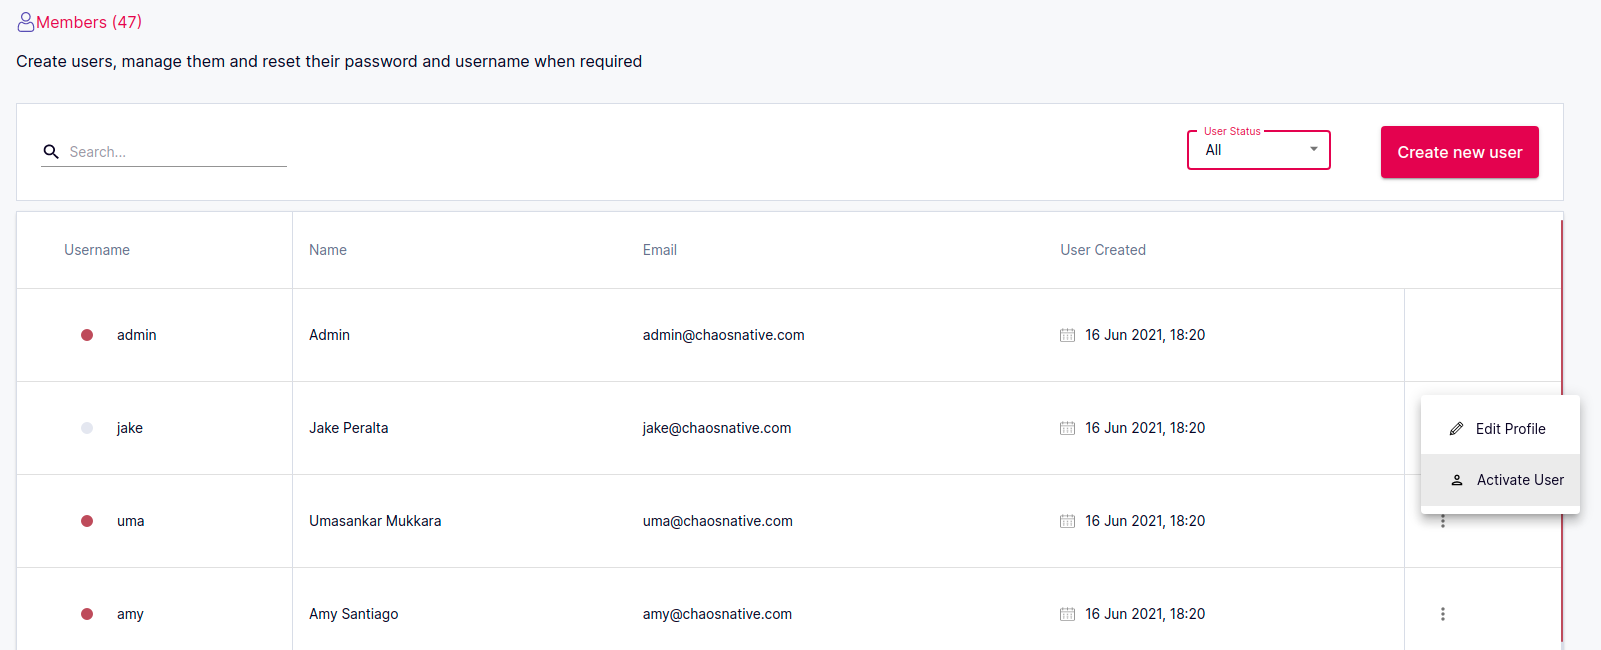 Members (47)
Create users, manage them and reset their password and username when required
Search...
User Status
All
Create new user
Username Name Email User Created
admin Admin admin@chaosnative.com 16 Jun 2021, 18:20
jake Jake Peralta jake@chaosnative.com 16 Jun 2021, 18:20
Edit Profile
Activate User
uma Umasankar Mukkara uma@chaosnative.com 16 Jun 2021, 18:20
amy Amy Santiago amy@chaosnative.com 16 Jun 2021, 18:20